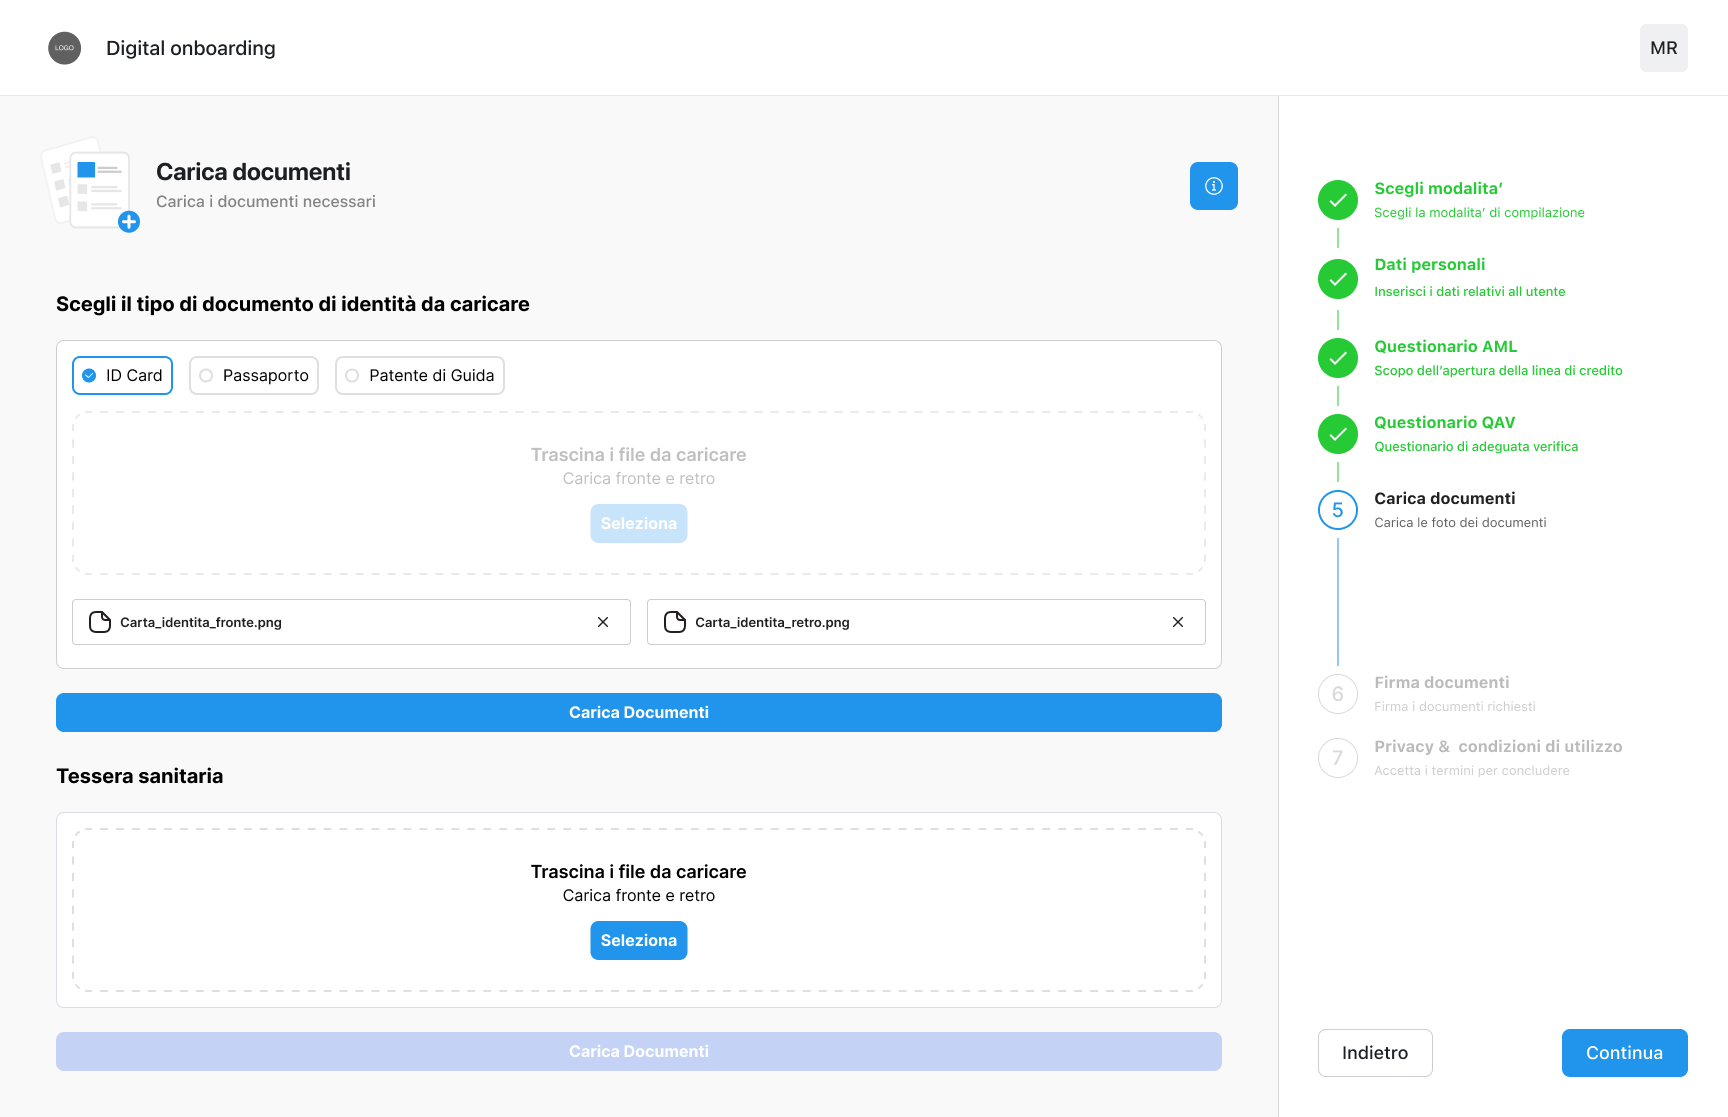 LOGO
Digital onboarding
MR
Carica documenti
Carica i documenti necessari
Scegli il tipo di documento di identità da caricare
ID Card
Passaporto
Patente di Guida
Trascina i file da caricare
Carica fronte e retro
Seleziona
Carta_identita_fronte.png
Carta_identita_retro.png
Carica Documenti
Tessera sanitaria
Trascina i file da caricare
Carica fronte e retro
Seleziona
Carica Documenti
Scegli modalita’
Scegli la modalita’ di compilazione
Dati personali
Inserisci i dati relativi all utente
Questionario AML
Scopo dell’apertura della linea di credito
Questionario QAV
Questionario di adeguata verifica
5
Carica documenti
Carica le foto dei documenti
6
Firma documenti
Firma i documenti richiesti
7
Privacy &  condizioni di utilizzo
Accetta i termini per concludere
Indietro
Continua